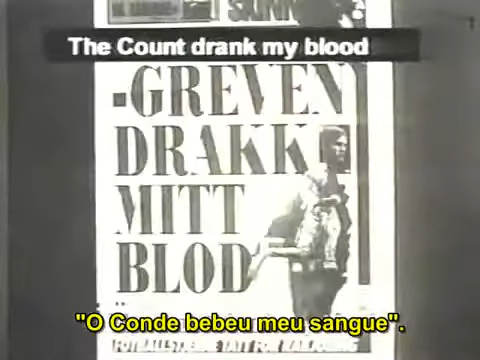 The Count drank my blood
-GREVEN
DRAKK
MITT
BLOD
"O Conde bebeu meu sangue".